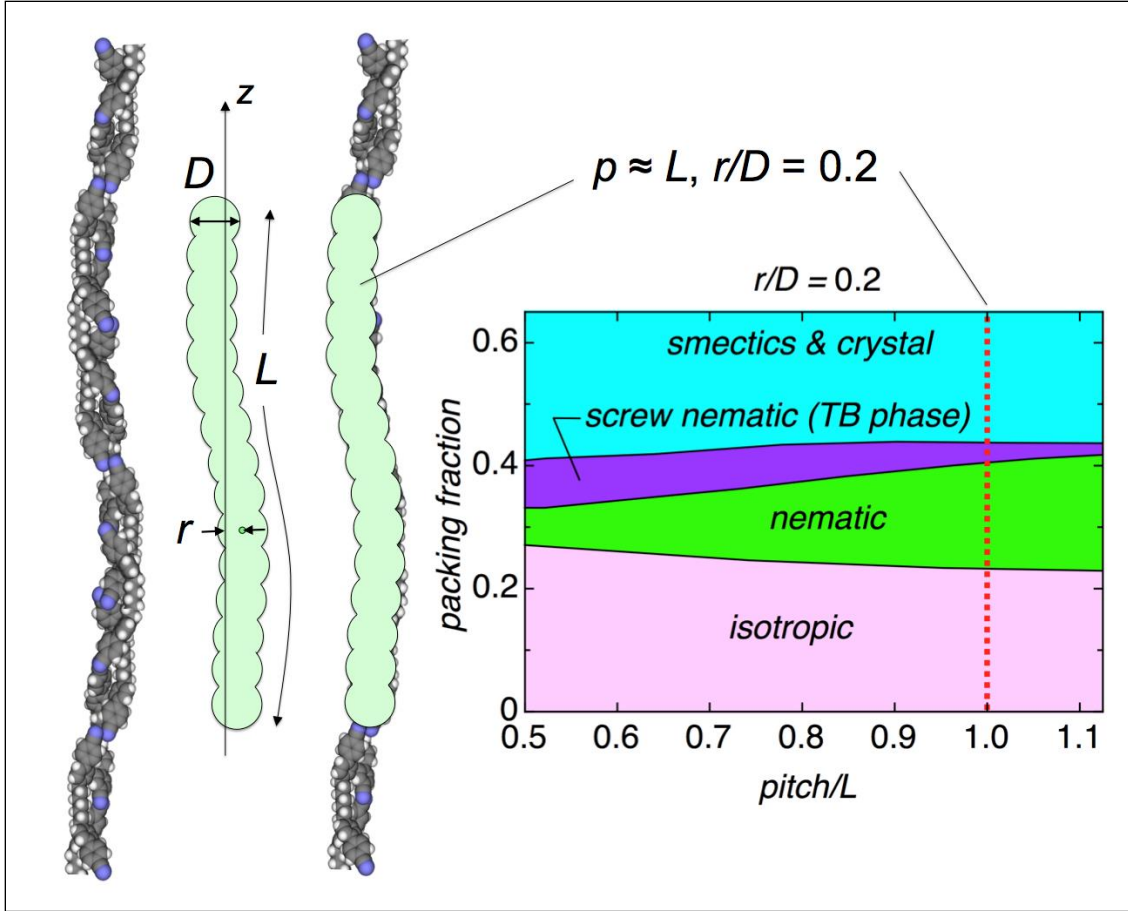 z
D
L
r
p ≈ L, r/D = 0.2
r/D = 0.2
smectics & crystal
screw nematic (TB phase)
nematic
isotropic
packing fraction
0.6
0.4
0.2
0
0.5 0.6 0.7 0.8 0.9 1.0 1.1
pitch/L